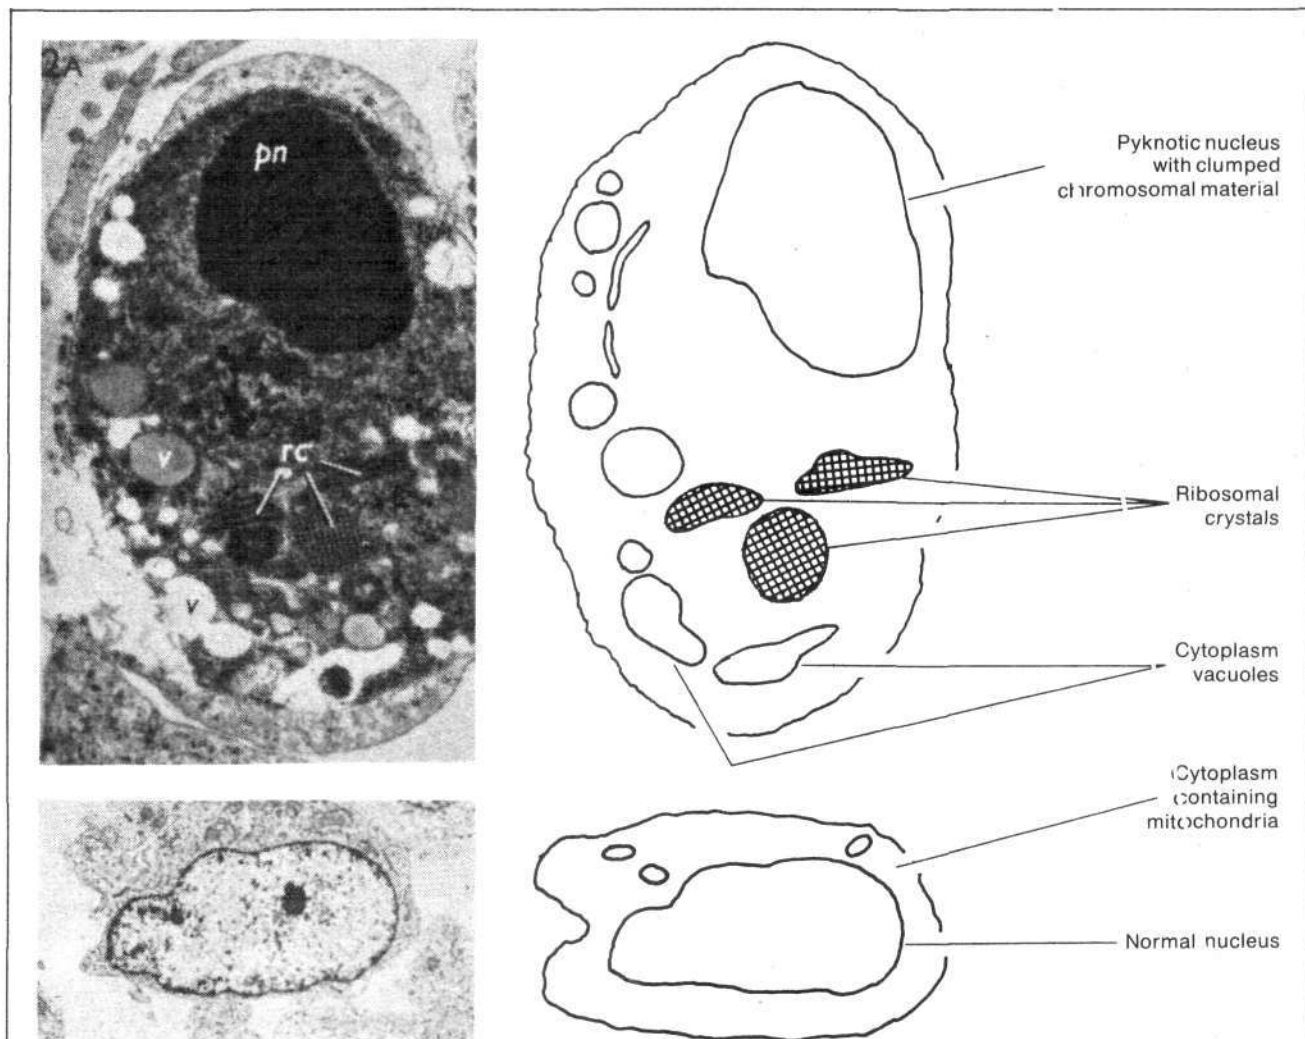 2A
pn
rc
v
v
Pyknotic nucleus
with clumped
chromosomal material
Ribosomal
crystals
Cytoplasm
vacuoles
Cytoplasm
containing
mitochondria
Normal nucleus